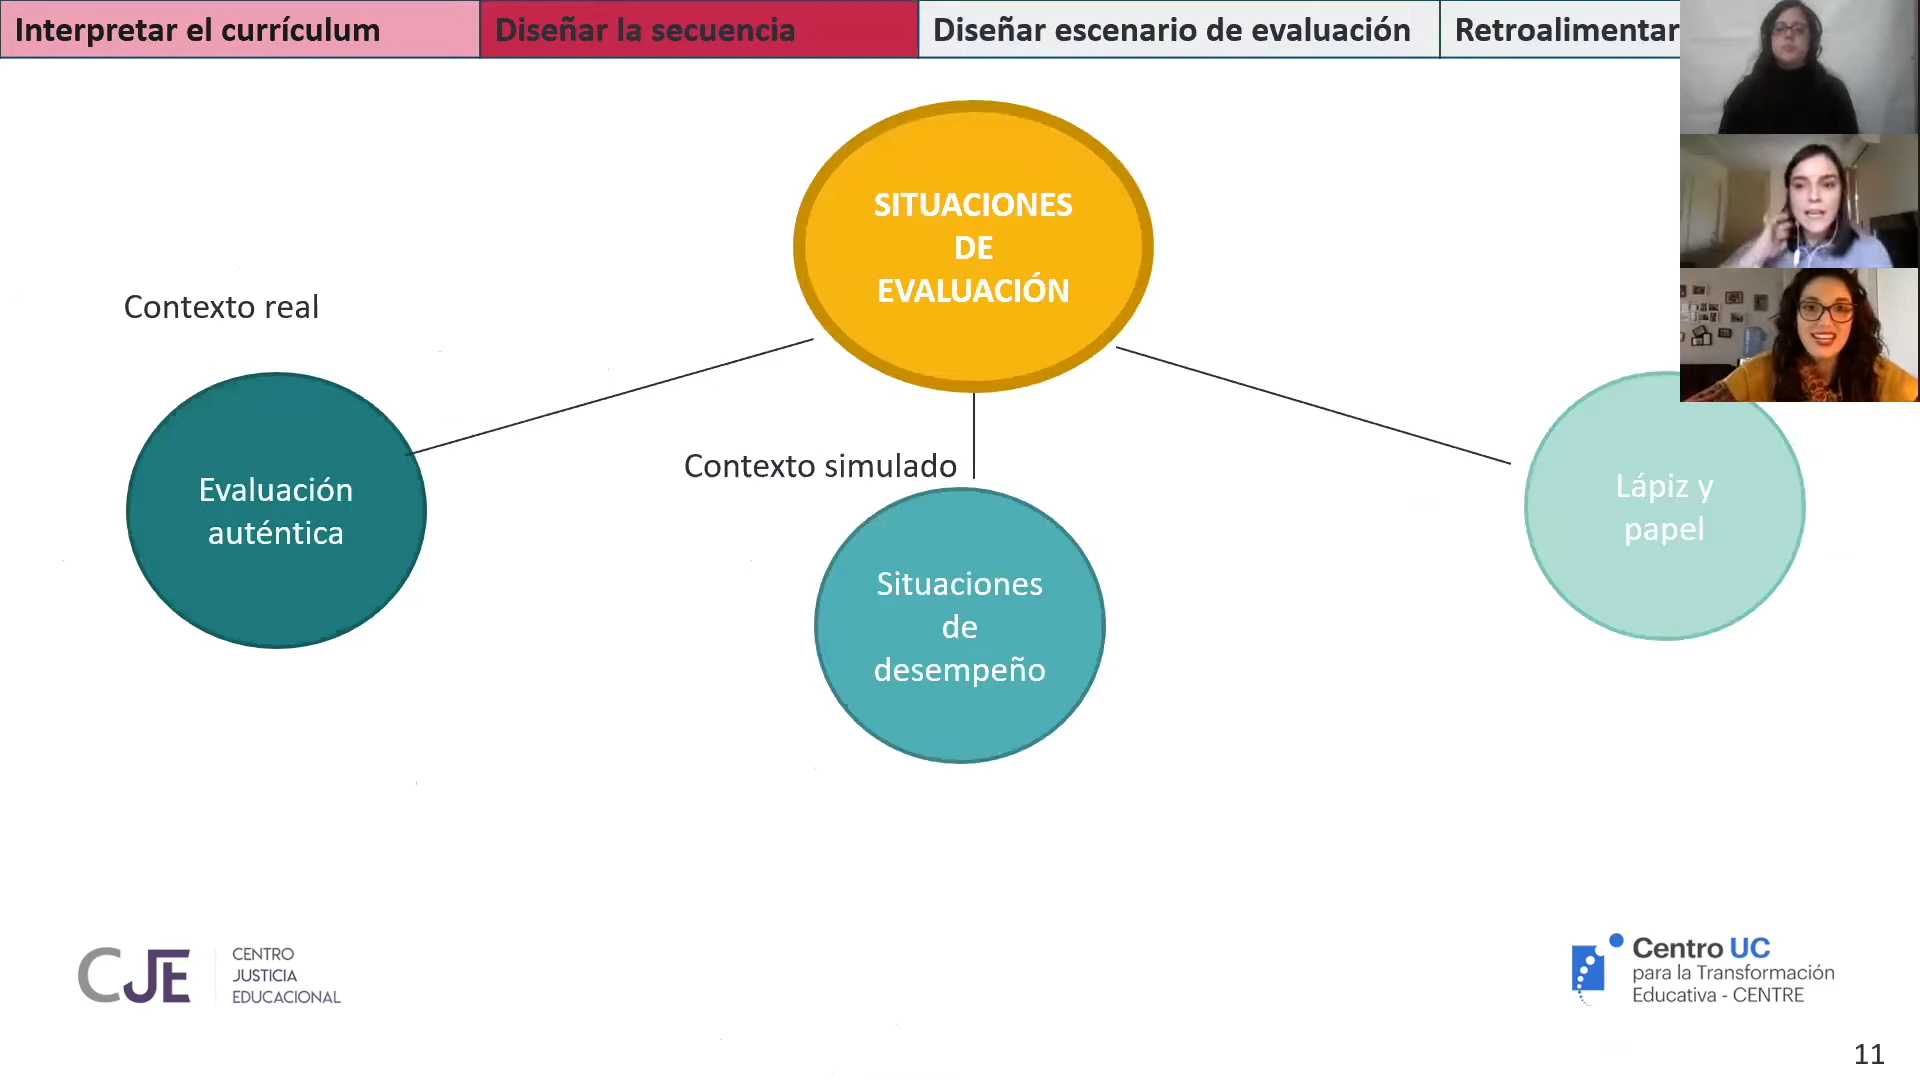 Interpretar el currículum
Diseñar la secuencia
Diseñar escenario de evaluación
Retroalimentar
SITUACIONES
DE
EVALUACIÓN
Contexto real
Evaluación
auténtica
Contexto simulado
Situaciones
de
desempeño
Lápiz y
papel
CJE
CENTRO
JUSTICIA
EDUCACIONAL
Centro UC
para la Transformación
Educativa - CENTRE
11